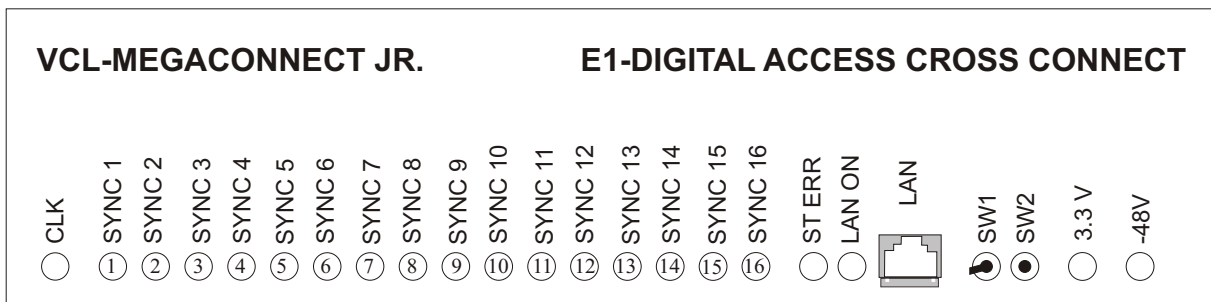 VCL-MEGACONNECT JR. E1-DIGITAL ACCESS CROSS CONNECT
CLK SYNC 1 SYNC 2 SYNC 3 SYNC 4 SYNC 5 SYNC 6 SYNC 7 SYNC 8 SYNC 9 SYNC 10 SYNC 11 SYNC 12 SYNC 13 SYNC 14 SYNC 15 SYNC 16 ST ERR LAN ON LAN SW1 SW2 3.3 V -48V
1 2 3 4 5 6 7 8 9 10 11 12 13 14 15 16